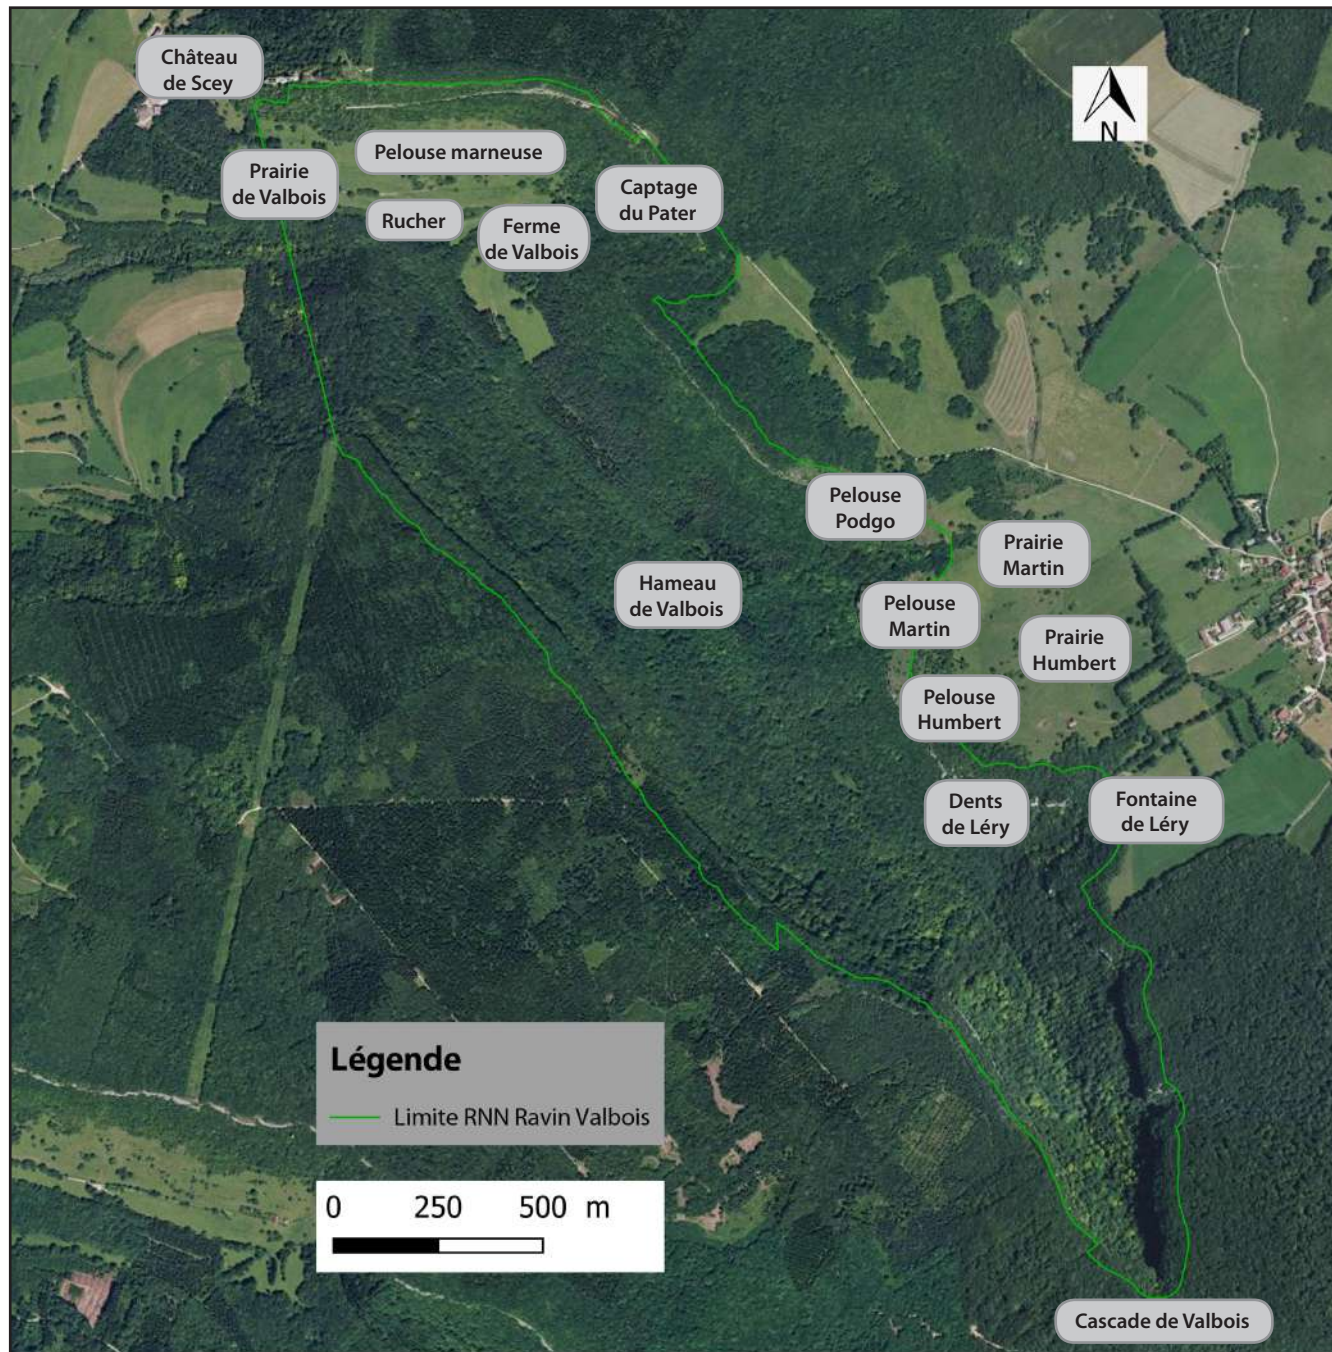 Château
de Scey
N
Pelouse marneuse
Prairie
de Valbois
Captage
du Pater
Rucher
Ferme
de Valbois
Pelouse
Podgo
Prairie
Martin
Hameau
de Valbois
Pelouse
Martin
Prairie
Humbert
Pelouse
Humbert
Dents
de Léry
Fontaine
de Léry
Légende
Limite RNN Ravin Valbois
0 250 500 m
Cascade de Valbois